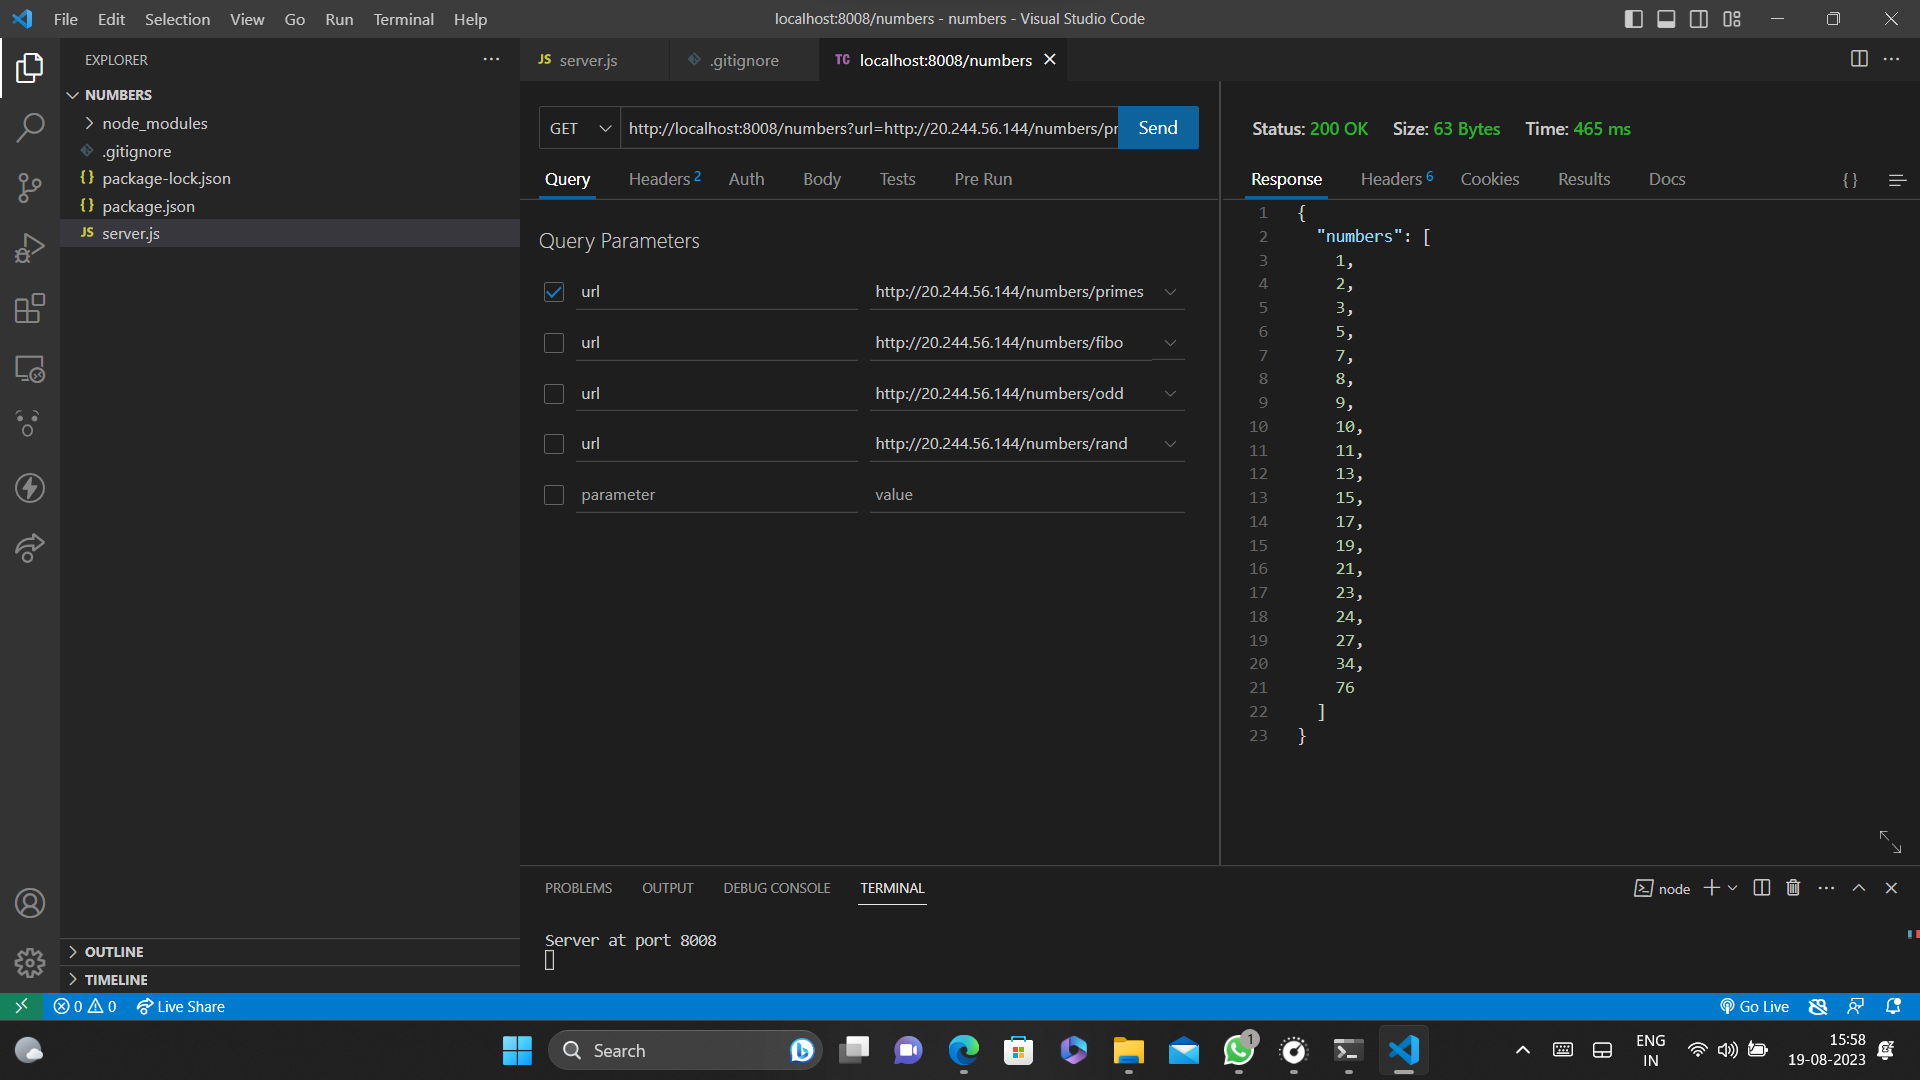 File Edit Selection View Go Run Terminal Help
localhost:8008/numbers - numbers - Visual Studio Code
EXPLORER
NUMBERS
node_modules
.gitignore
{} package-lock.json
{} package.json
JS server.js
OUTLINE
TIMELINE
JS server.js
.gitignore
TC localhost:8008/numbers
GET
http://localhost:8008/numbers?url=http://20.244.56.144/numbers/pr
Send
Query Headers 2 Auth Body Tests Pre Run
Query Parameters
url http://20.244.56.144/numbers/primes
url http://20.244.56.144/numbers/fibo
url http://20.244.56.144/numbers/odd
url http://20.244.56.144/numbers/rand
parameter value
Status: 200 OK Size: 63 Bytes Time: 465 ms
Response Headers 6 Cookies Results Docs {}
1 {
2 "numbers": [
3 1,
4 2,
5 3,
6 5,
7 7,
8 8,
9 9,
10 10,
11 11,
12 13,
13 15,
14 17,
15 19,
16 21,
17 23,
18 24,
19 27,
20 34,
21 76
22 ]
23 }
PROBLEMS OUTPUT DEBUG CONSOLE TERMINAL
node
Server at port 8008
0 0 Live Share
Go Live
Search
1
ENG
IN
15:58
19-08-2023